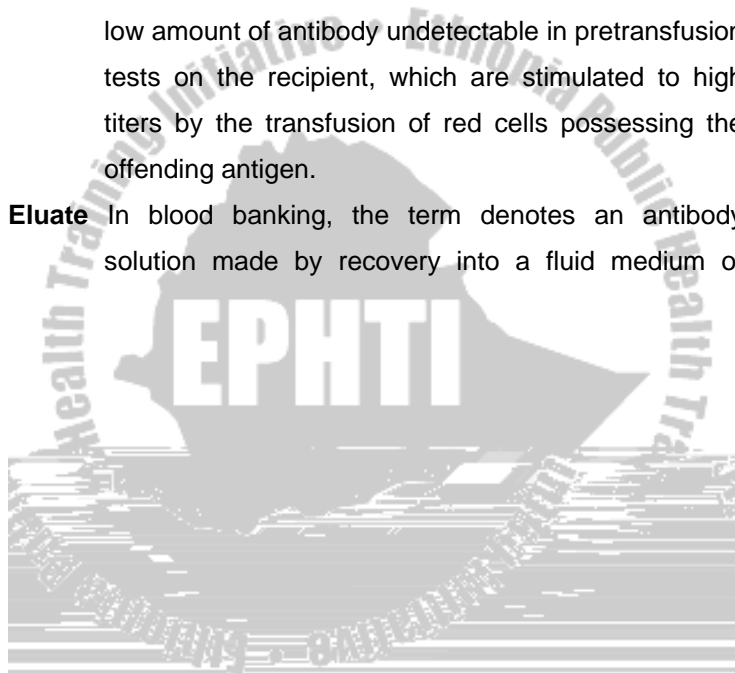 low amount of antibody undetectable in pretransfusion
tests on the recipient, which are stimulated to high
titers by the transfusion of red cells possessing the
offending antigen.
Eluate In blood banking, the term denotes an antibody
solution made by recovery into a fluid medium of
EPHTI